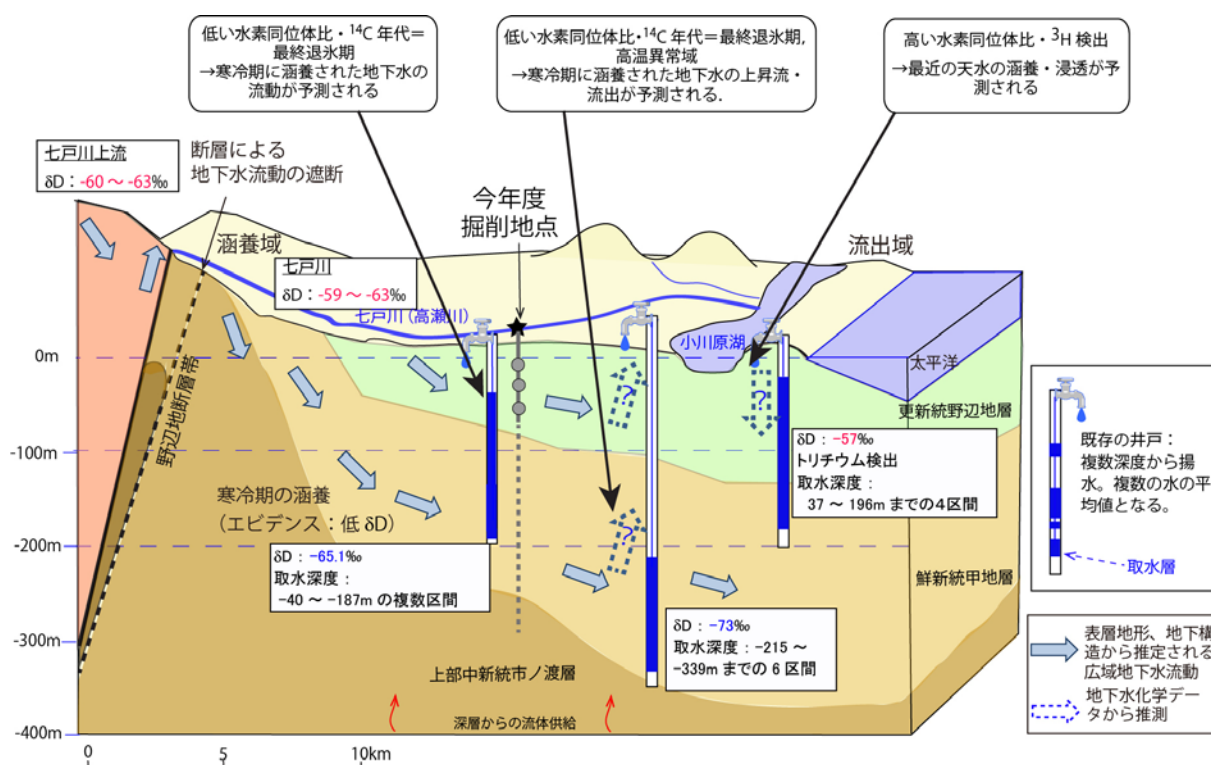 低い水素同位体比・¹⁴C 年代＝
最終退氷期
→寒冷期に涵養された地下水の
流動が予測される
低い水素同位体比・¹⁴C 年代＝最終退氷期,
高温異常域
→寒冷期に涵養された地下水の上昇流・
流出が予測される.
高い水素同位体比・³H 検出
→最近の天水の涵養・浸透が予
測される
七戸川上流
δD：-60 ～ -63‰
断層による
地下水流動の遮断
今年度
掘削地点
涵養域
流出域
七戸川
δD：-59 ～ -63‰
七戸川（高瀬川）
小川原湖
太平洋
0m
-100m
-200m
-300m
-400m
野辺地断層帯
更新統野辺地層
δD：-57‰
トリチウム検出
取水深度：
37 ～ 196m までの4区間
寒冷期の涵養
（エビデンス：低 δD）
?
?
?
δD：-65.1‰
取水深度：
-40 ～ -187m の複数区間
鮮新統甲地層
δD：-73‰
取水深度：-215 ～
-339m までの 6 区間
上部中新統市ノ渡層
深層からの流体供給
0
5
10km
既存の井戸：
複数深度から揚
水。複数の水の平
均値となる。
取水層
表層地形、地下構
造から推定される
広域地下水流動
地下水化学デー
タから推測